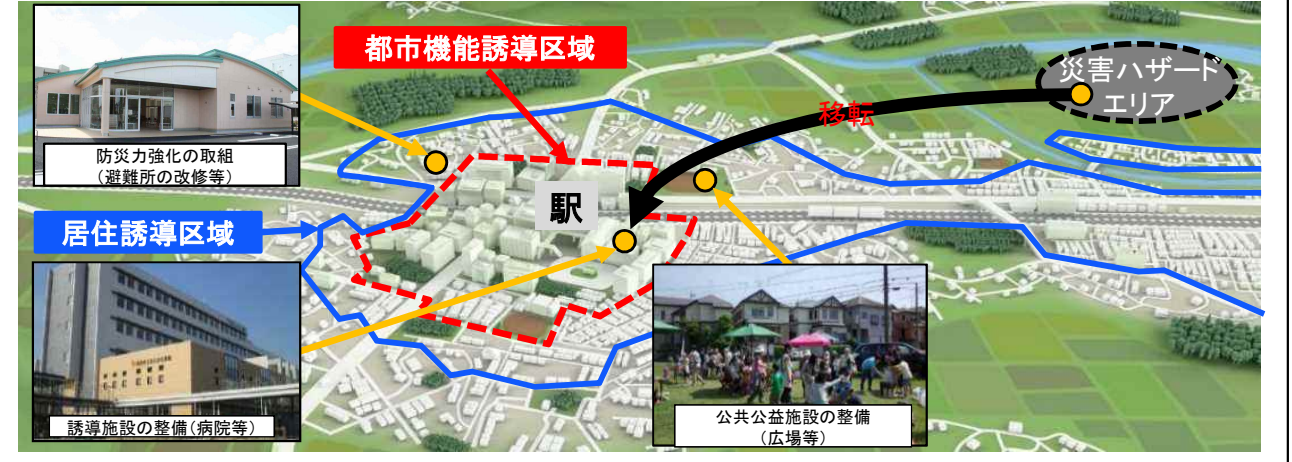 都市機能誘導区域
災害ハザード
エリア
移転
防災力強化の取組
（避難所の改修等）
駅
居住誘導区域
誘導施設の整備（病院等）
公共公益施設の整備
（広場等）